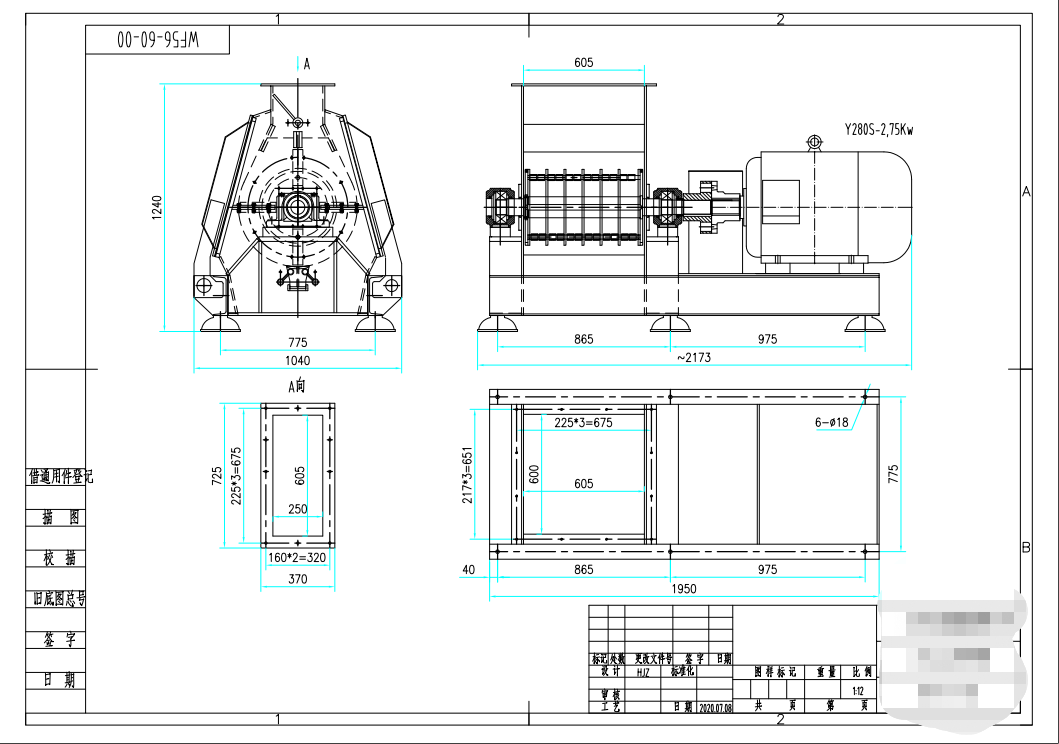 1
2
WF56-60-00
A
605
Y280S-2,75Kw
A
1240
865
975
775
~2173
1040
A向
6-ø18
225*3=675
725
225*3=675
605
217*3=651
600
605
775
250
借通用件登记
描 图
160*2=320
B
校 描
40
865
975
370
1950
旧底图总号
签 字
标记 处数 更改文件号 签 字 日期
设 计 HJZ 标准化 图 样 标 记 重 量 比 例
日 期
1:12
审 核
工 艺 日 期 2020.07.08 共 页 第 页
1
2